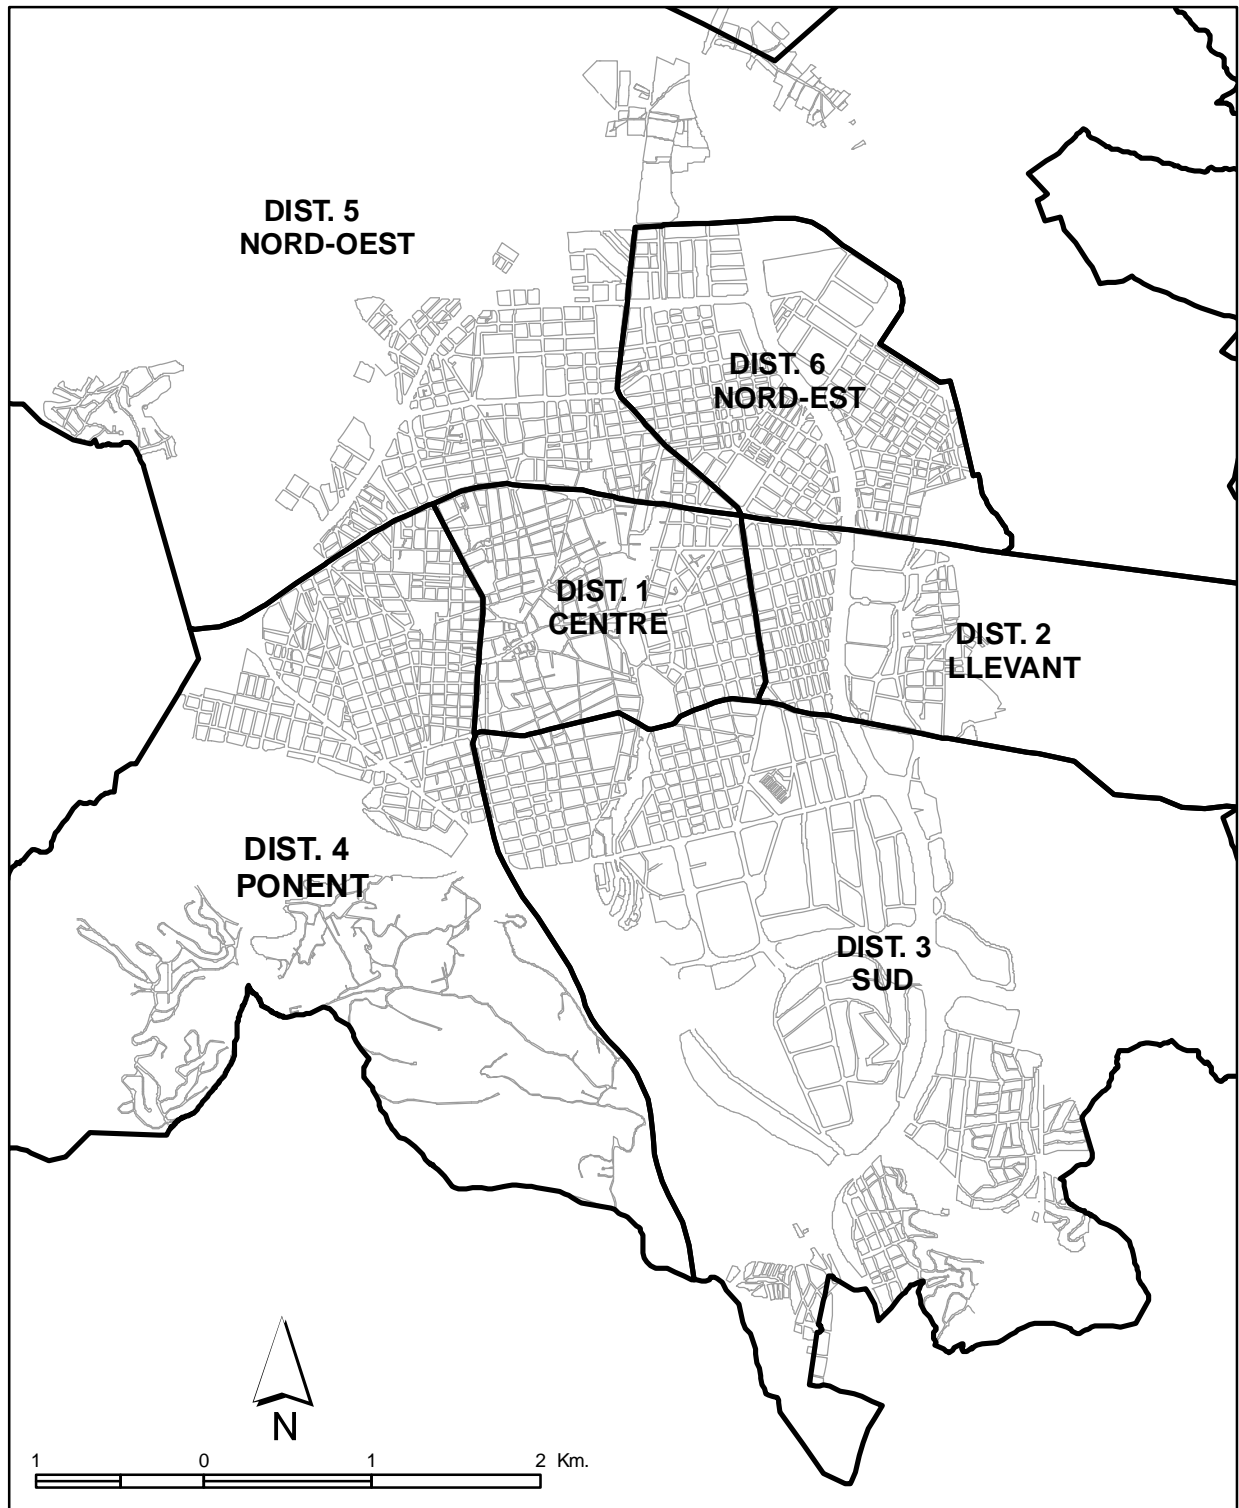 DIST. 5
NORD-OEST
DIST. 6
NORD-EST
DIST. 1
CENTRE
DIST. 2
LLEVANT
DIST. 4
PONENT
DIST. 3
SUD
N
1 0 1 2 Km.